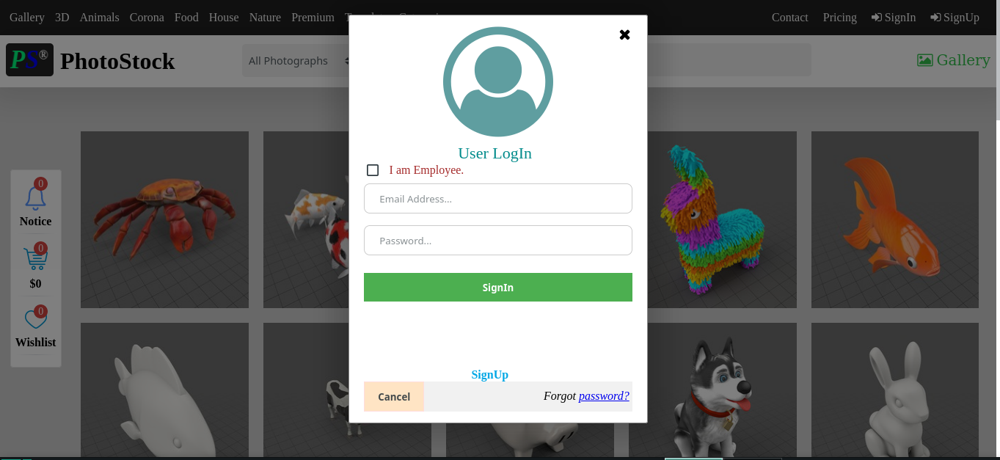 Gallery 3D Animals Corona Food House Nature Premium
Contact Pricing SignIn SignUp
PS® PhotoStock
All Photographs
Gallery
User LogIn
I am Employee.
Email Address...
Password...
SignIn
SignUp
Cancel
Forgot password?
0
Notice
0
$0
0
Wishlist